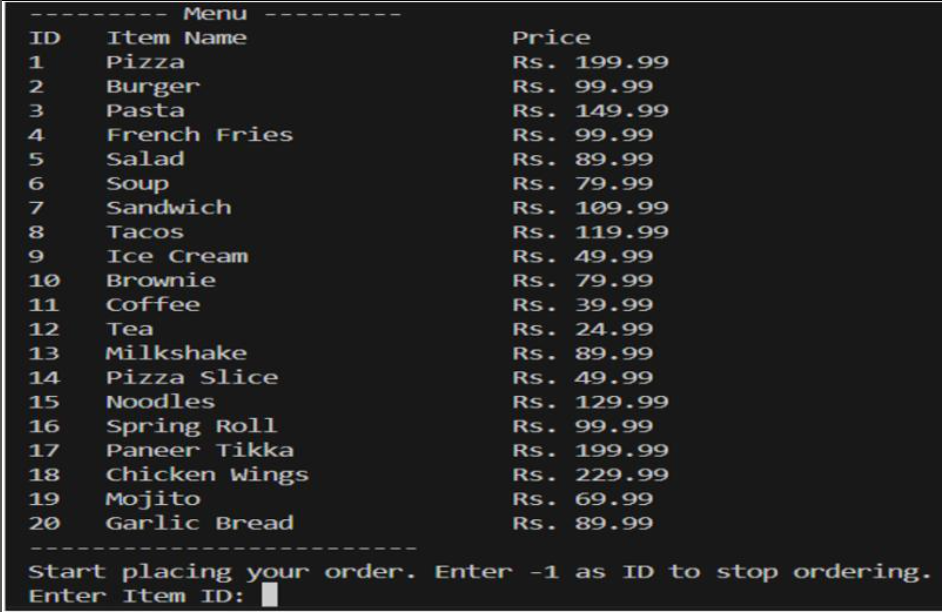 --------- Menu ---------
ID Item Name Price
1 Pizza Rs. 199.99
2 Burger Rs. 99.99
3 Pasta Rs. 149.99
4 French Fries Rs. 99.99
5 Salad Rs. 89.99
6 Soup Rs. 79.99
7 Sandwich Rs. 109.99
8 Tacos Rs. 119.99
9 Ice Cream Rs. 49.99
10 Brownie Rs. 79.99
11 Coffee Rs. 39.99
12 Tea Rs. 24.99
13 Milkshake Rs. 89.99
14 Pizza Slice Rs. 49.99
15 Noodles Rs. 129.99
16 Spring Roll Rs. 99.99
17 Paneer Tikka Rs. 199.99
18 Chicken Wings Rs. 229.99
19 Mojito Rs. 69.99
20 Garlic Bread Rs. 89.99
-------------------------
Start placing your order. Enter -1 as ID to stop ordering.
Enter Item ID: